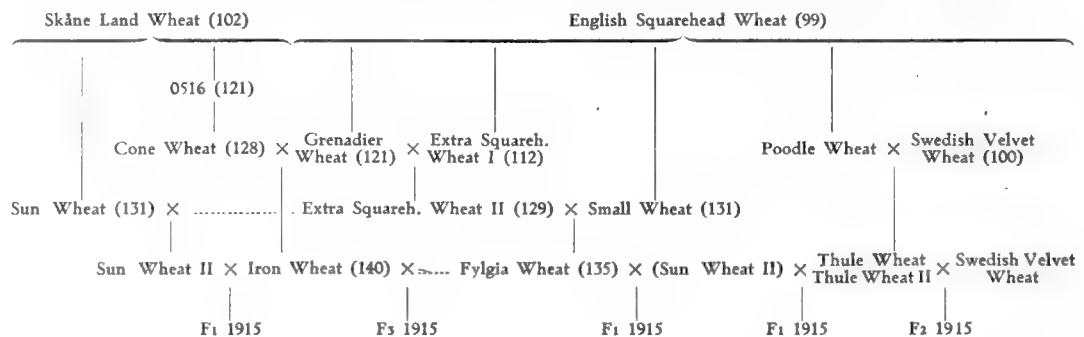 Skåne Land Wheat (102) English Squarehead Wheat (99)
0516 (121)
Cone Wheat (128) × Grenadier Wheat (121) × Extra Squareh. Wheat I (112) Poodle Wheat × Swedish Velvet Wheat (100)
Sun Wheat (131) × ................ Extra Squareh. Wheat II (129) × Small Wheat (131)
Sun Wheat II × Iron Wheat (140) × ...... Fylgia Wheat (135) × (Sun Wheat II) × Thule Wheat Thule Wheat II × Swedish Velvet Wheat
F1 1915 F3 1915 F1 1915 F1 1915 F2 1915